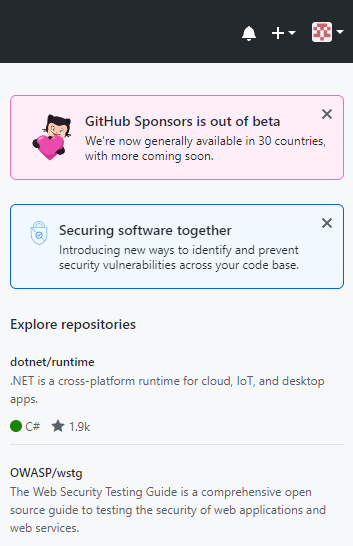 GitHub Sponsors is out of beta
We're now generally available in 30 countries,
with more coming soon.
Securing software together
Introducing new ways to identify and prevent
security vulnerabilities across your code base.
Explore repositories
dotnet/runtime
.NET is a cross-platform runtime for cloud, IoT, and desktop
apps.
C# 1.9k
OWASP/wstg
The Web Security Testing Guide is a comprehensive open
source guide to testing the security of web applications and
web services.